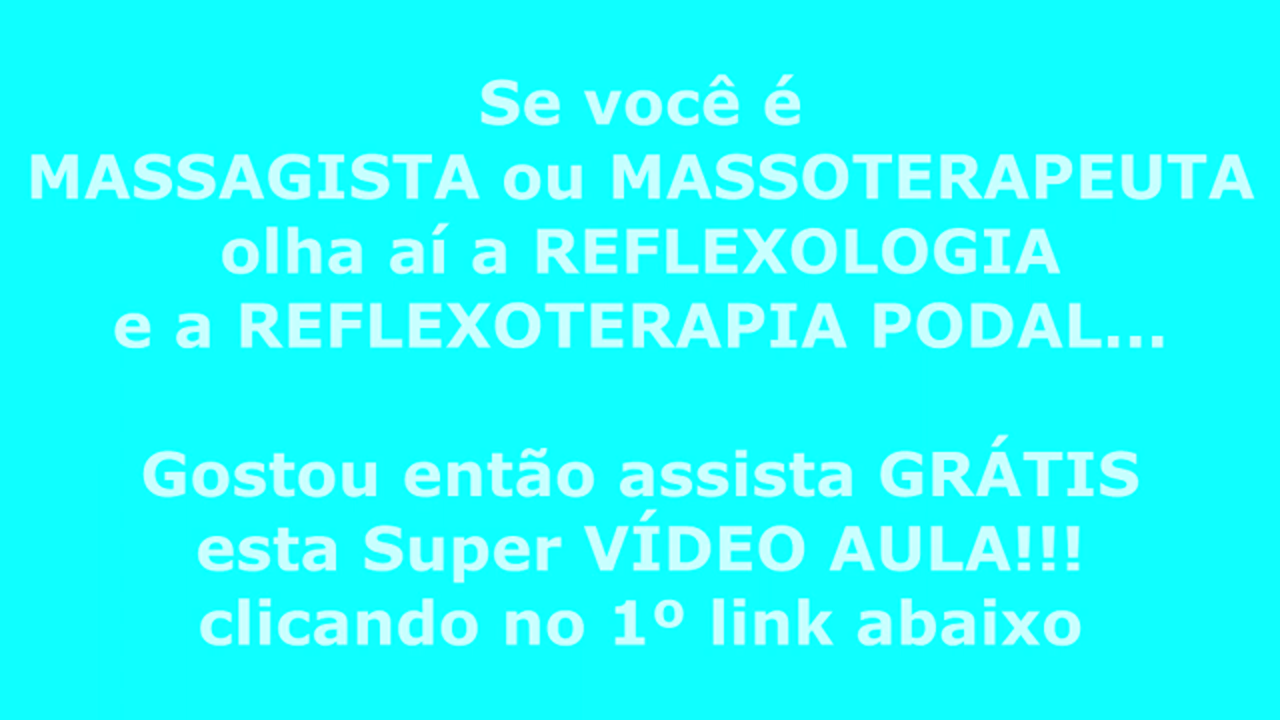 Se você é
MASSAGISTA ou MASSOTERAPEUTA
olha aí a REFLEXOLOGIA
e a REFLEXOTERAPIA PODAL...
Gostou então assista GRÁTIS
esta Super VÍDEO AULA!!!
clicando no 1º link abaixo